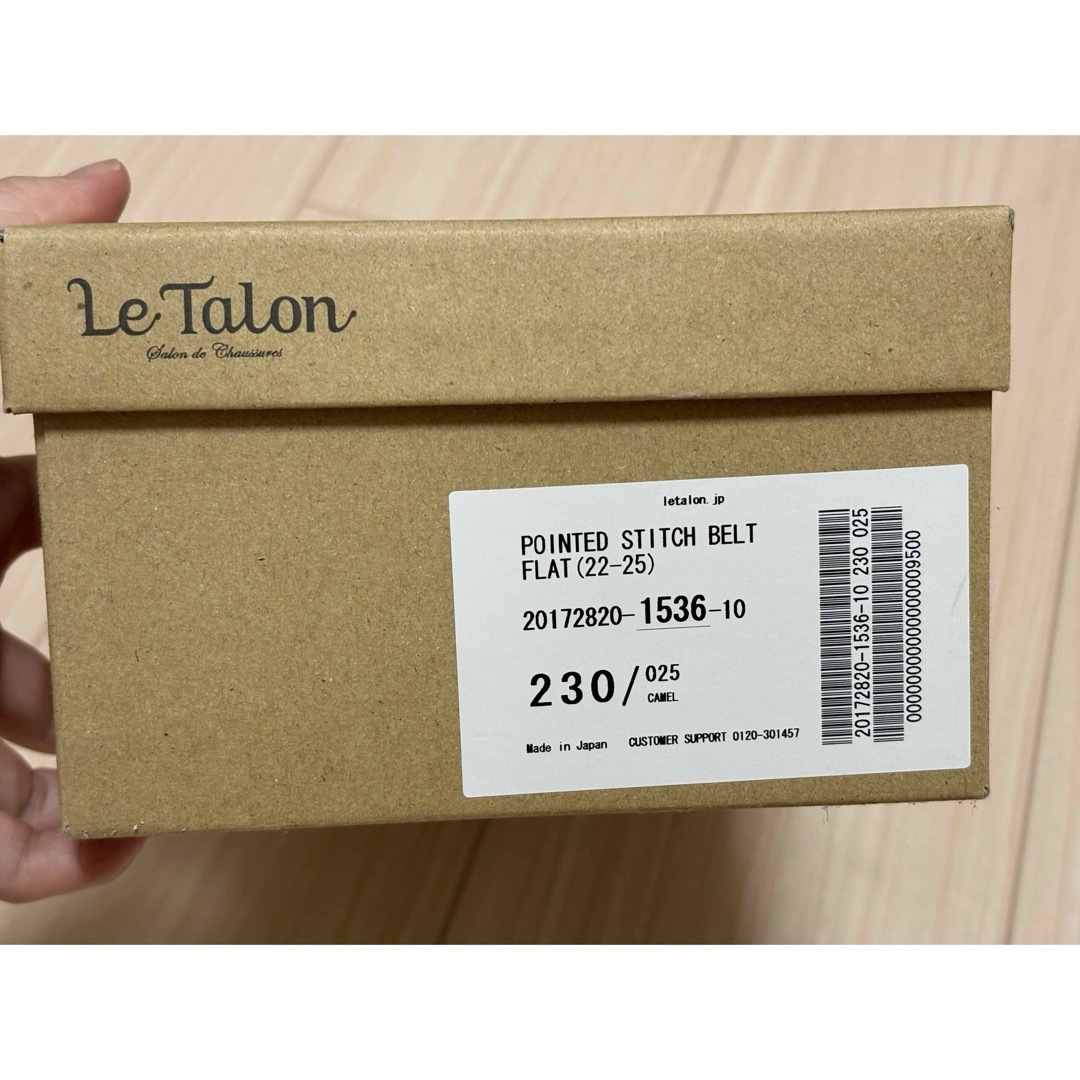 Le Talon
Salon de Chaussures
letalon.jp
POINTED STITCH BELT
FLAT(22-25)
20172820-1536-10
230/025
CAMEL
Made in Japan CUSTOMER SUPPORT 0120-301457
20172820-1536-10 230 025
00000000000000000009500